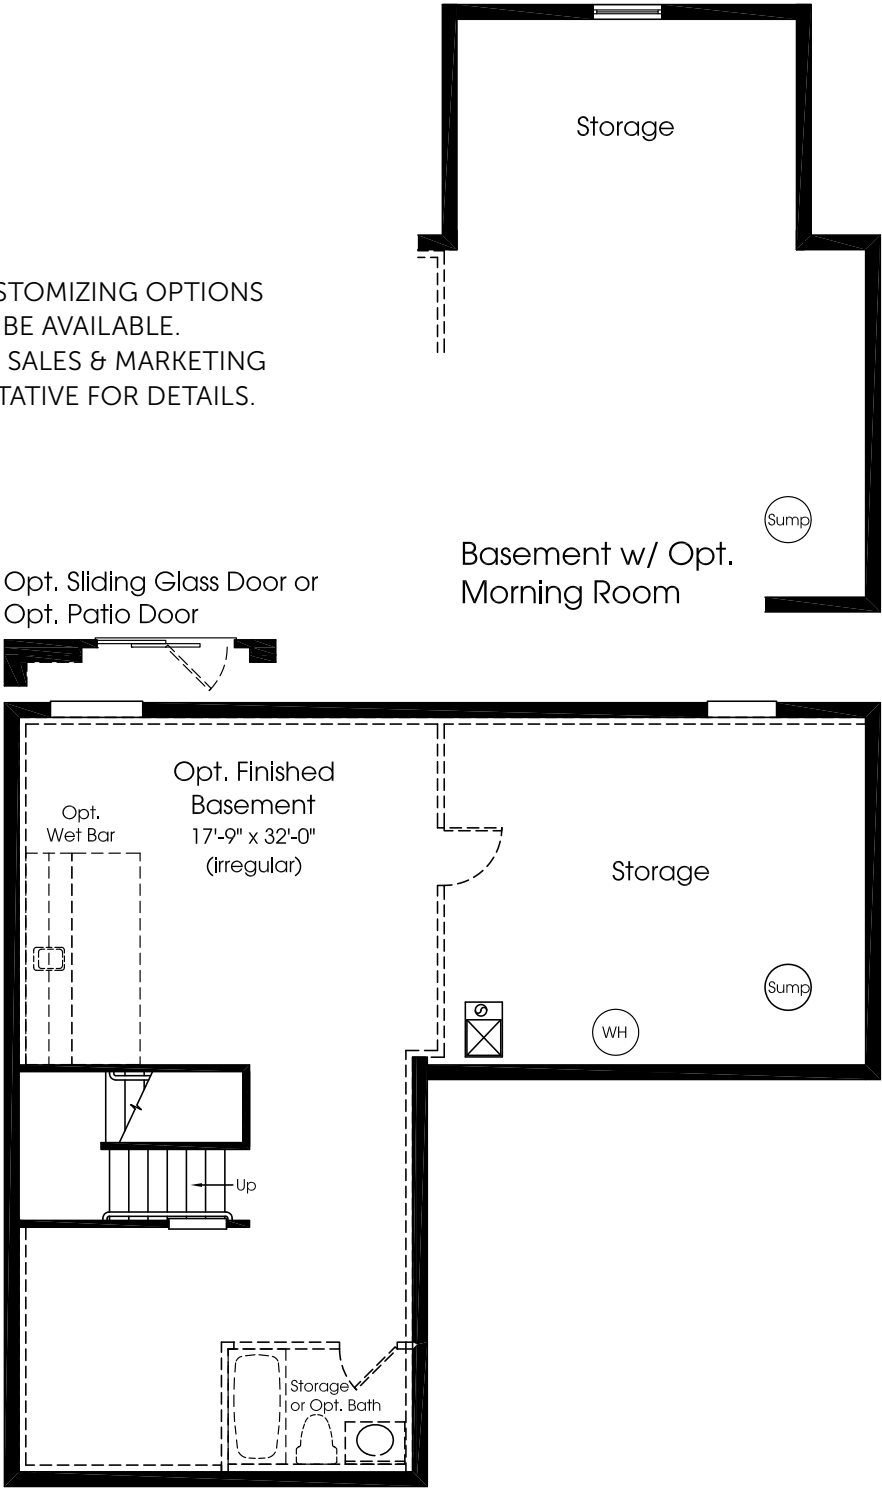 Storage
STOMIZING OPTIONS
BE AVAILABLE.
SALES & MARKETING
TATIVE FOR DETAILS.
Sump
Basement w/ Opt.
Morning Room
Opt. Sliding Glass Door or
Opt. Patio Door
Opt. Finished
Basement
17'-9" x 32'-0"
(irregular)
Opt.
Wet Bar
Storage
Sump
WH
Up
Storage
or Opt. Bath